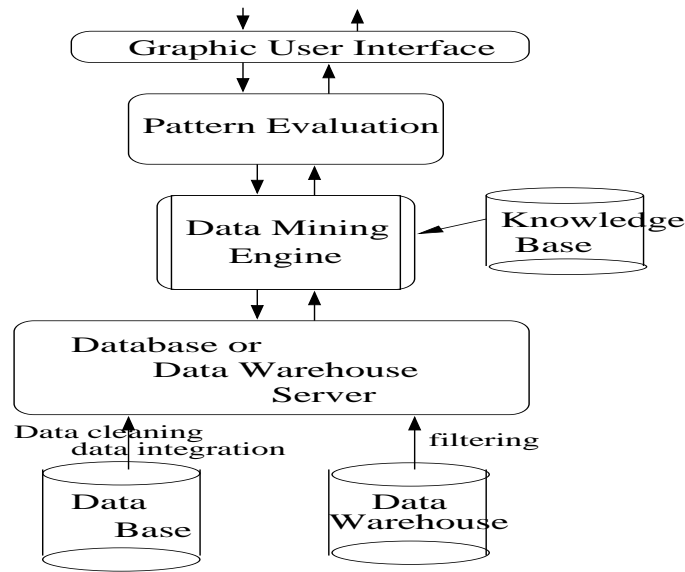 Graphic User Interface
Pattern Evaluation
Data Mining
Engine
Knowledge
Base
Database or
Data Warehouse
Server
Data cleaning
data integration
filtering
Data
Base
Data
Warehouse